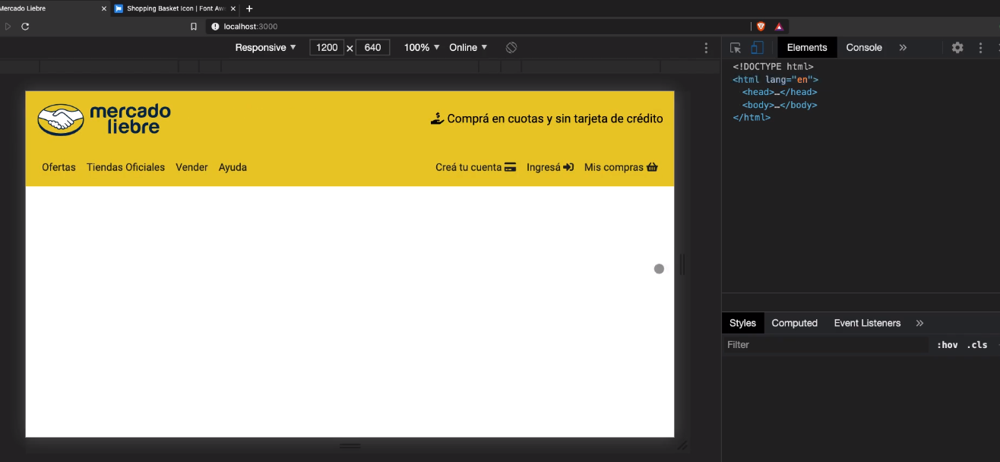 Mercado Liebre
Shopping Basket Icon | Font Aw
localhost:3000
Responsive 1200 × 640 100% Online
Elements Console
<!DOCTYPE html>
<html lang="en">
<head>…</head>
<body>…</body>
</html>
mercado
liebre
Comprá en cuotas y sin tarjeta de crédito
Ofertas Tiendas Oficiales Vender Ayuda
Creá tu cuenta Ingresá Mis compras
Styles Computed Event Listeners
Filter :hov .cls